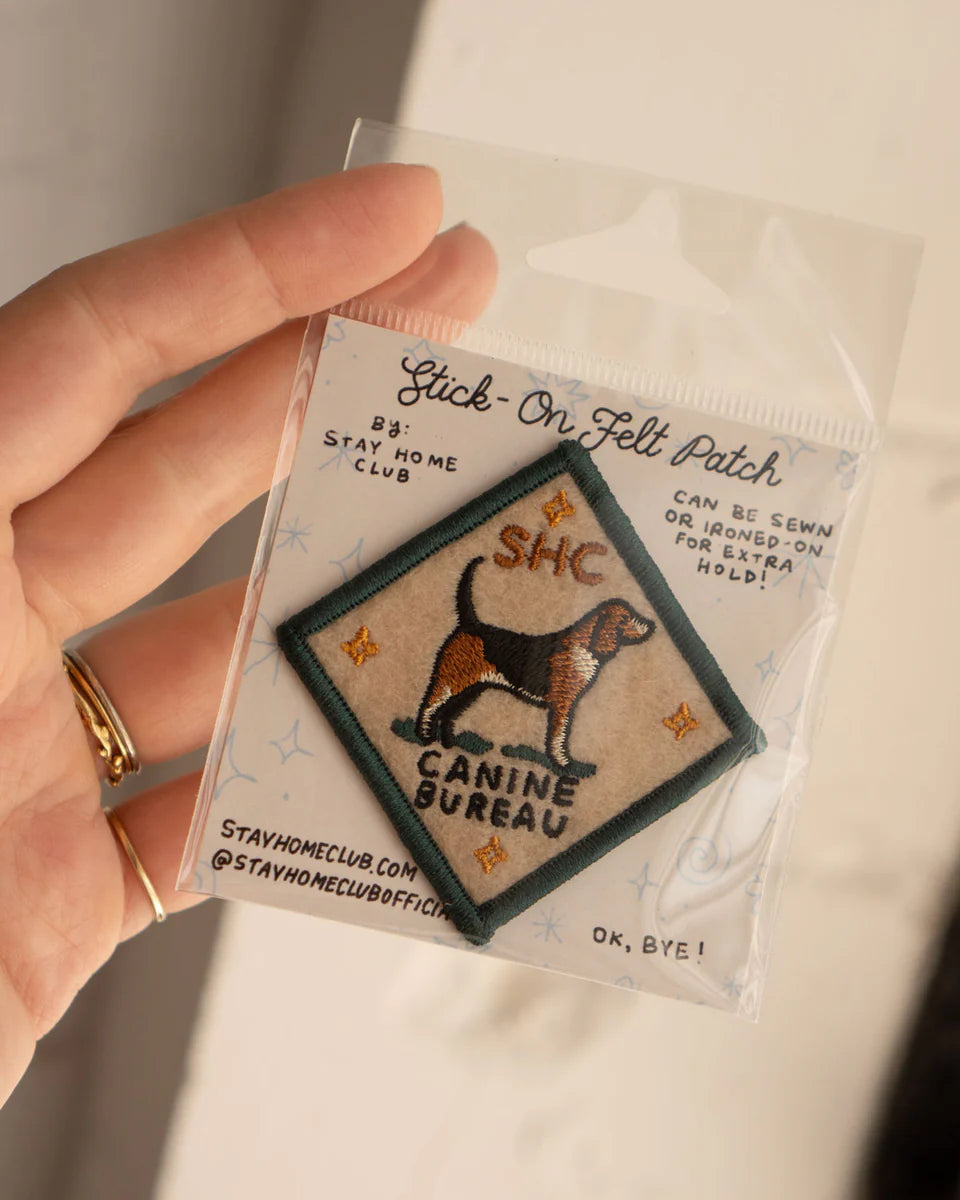 Stick-On Felt Patch
BY:
STAY HOME
CLUB
CAN BE SEWN
OR IRONED-ON
FOR EXTRA
HOLD!
SHC
CANINE
BUREAU
STAYHOMECLUB.COM
@STAYHOMECLUBOFFICIA
OK, BYE!